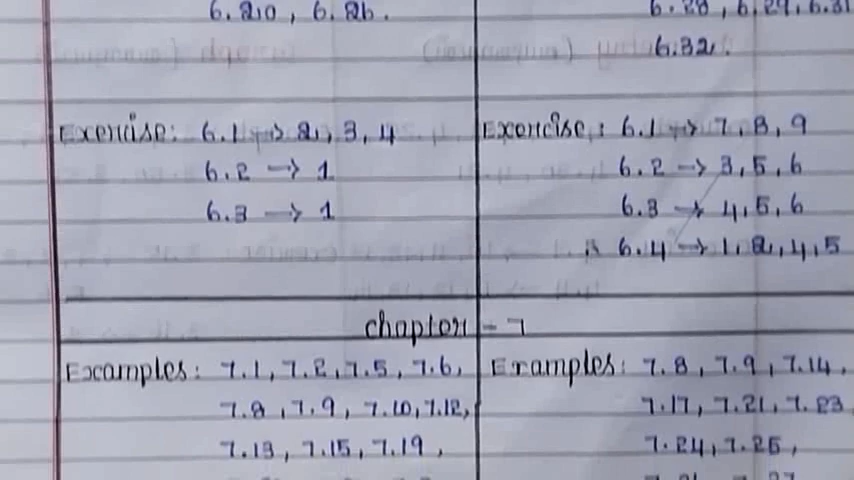 6.20, 6.26.
6.28, 6.29, 6.31
6.32.
Exercise: 6.1 → 2, 3, 4
6.2 → 1
6.3 → 1
Exercise: 6.1 → 7, 8, 9
6.2 → 3, 5, 6
6.3 → 4, 5, 6
6.4 → 1, 2, 4, 5
Chapter - 7
Examples: 7.1, 7.2, 7.5, 7.6,
7.8, 7.9, 7.10, 7.12,
7.13, 7.15, 7.19,
Examples: 7.8, 7.9, 7.14,
7.17, 7.21, 7.23
7.24, 7.25,